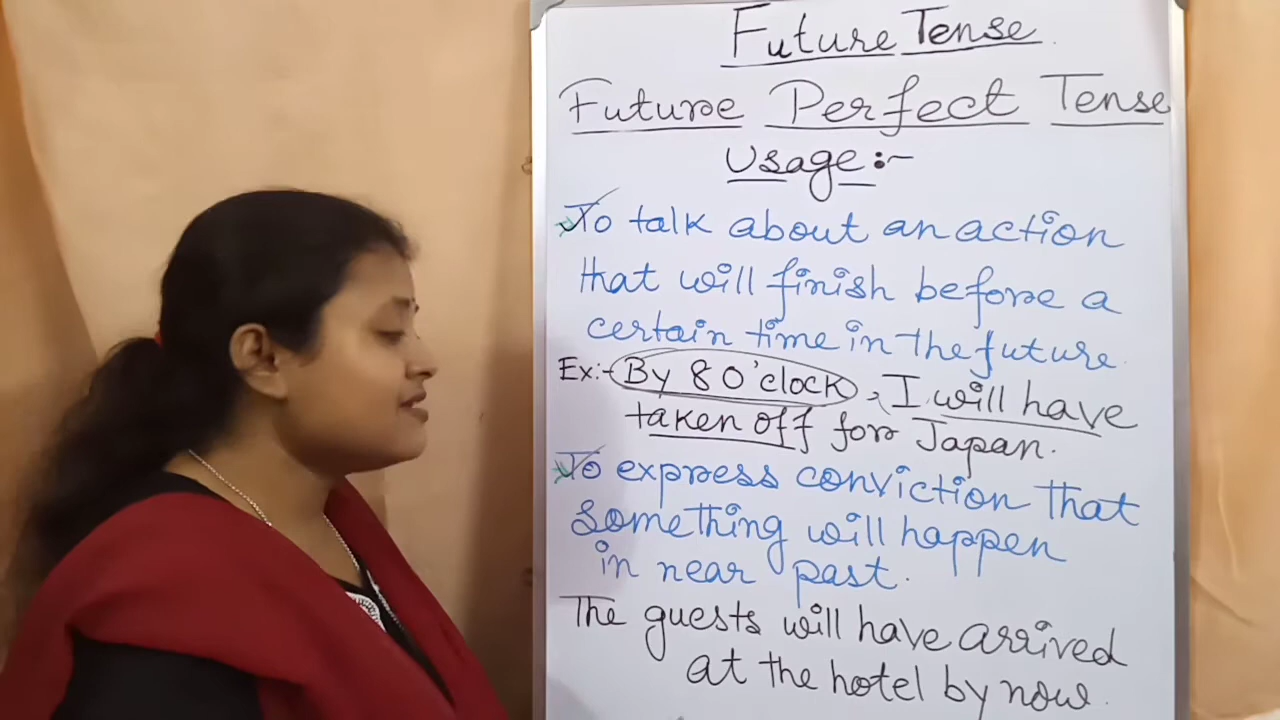 Future Tense
Future Perfect Tense
Usage:-
To talk about an action
that will finish before a
certain time in the future.
Ex:- By 8 O'clock, I will have
taken off for Japan.
To express conviction that
something will happen
in near past.
The guests will have arrived
at the hotel by now.